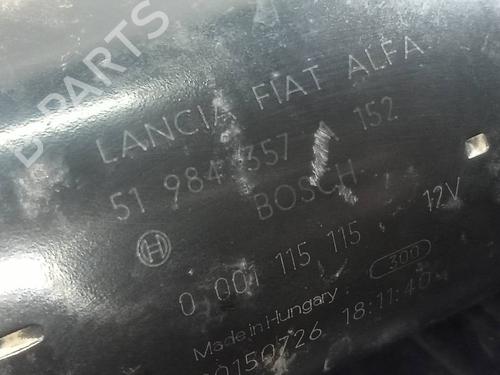 B-PARTS
LANCIA FIAT ALFA
51 984 357 152
BOSCH
0 001 115 115 12V
300
Made in Hungary
0150726 18:11:40